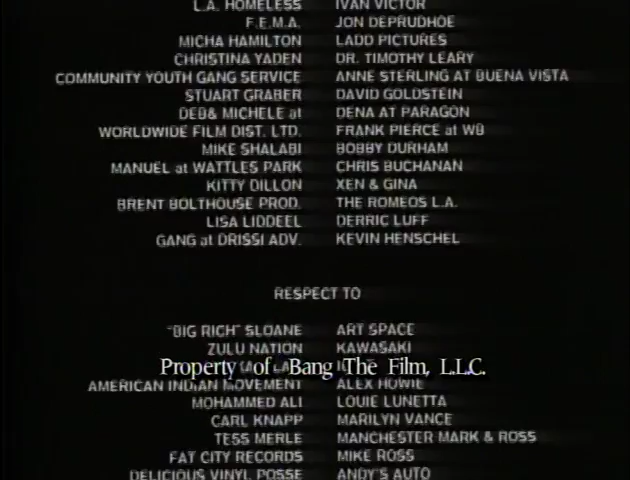 L.A. HOMELESS IVAN VICTOR
F.E.M.A. JON DEPRUDHOE
MICHA HAMILTON LADD PICTURES
CHRISTINA YADEN DR. TIMOTHY LEARY
COMMUNITY YOUTH GANG SERVICE ANNE STERLING AT BUENA VISTA
STUART GRABER DAVID GOLDSTEIN
DEB& MICHELE at DENA AT PARAGON
WORLDWIDE FILM DIST. LTD. FRANK PIERCE at WB
MIKE SHALABI BOBBY DURHAM
MANUEL at WATTLES PARK CHRIS BUCHANAN
KITTY DILLON XEN & GINA
BRENT BOLTHOUSE PROD. THE ROMEOS L.A.
LISA LIDDEEL DERRIC LUFF
GANG at DRISSI ADV. KEVIN HENSCHEL
RESPECT TO
"BIG RICH" SLOANE ART SPACE
ZULU NATION KAWASAKI
Property of Bang The Film, L.L.C.
AMERICAN INDIAN MOVEMENT ALEX HOWIE
MOHAMMED ALI LOUIE LUNETTA
CARL KNAPP MARILYN VANCE
TESS MERLE MANCHESTER MARK & ROSS
FAT CITY RECORDS MIKE ROSS
DELICIOUS VINYL POSSE ANDY'S AUTO